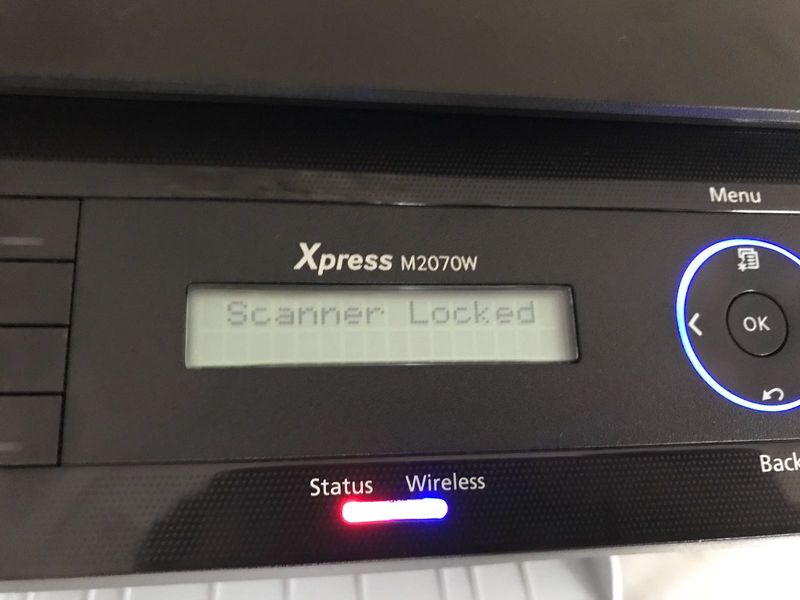 Menu
Xpress M2070W
Scanner Locked
OK
Status Wireless
Back